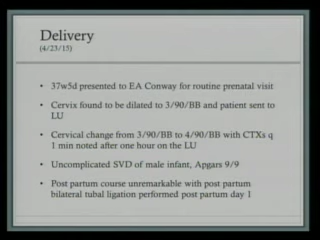 Delivery
(4/23/15)
• 37w5d presented to EA Conway for routine prenatal visit
• Cervix found to be dilated to 3/90/BB and patient sent to
LU
• Cervical change from 3/90/BB to 4/90/BB with CTXs q
1 min noted after one hour on the LU
• Uncomplicated SVD of male infant, Apgars 9/9
• Post partum course unremarkable with post partum
bilateral tubal ligation performed post partum day 1